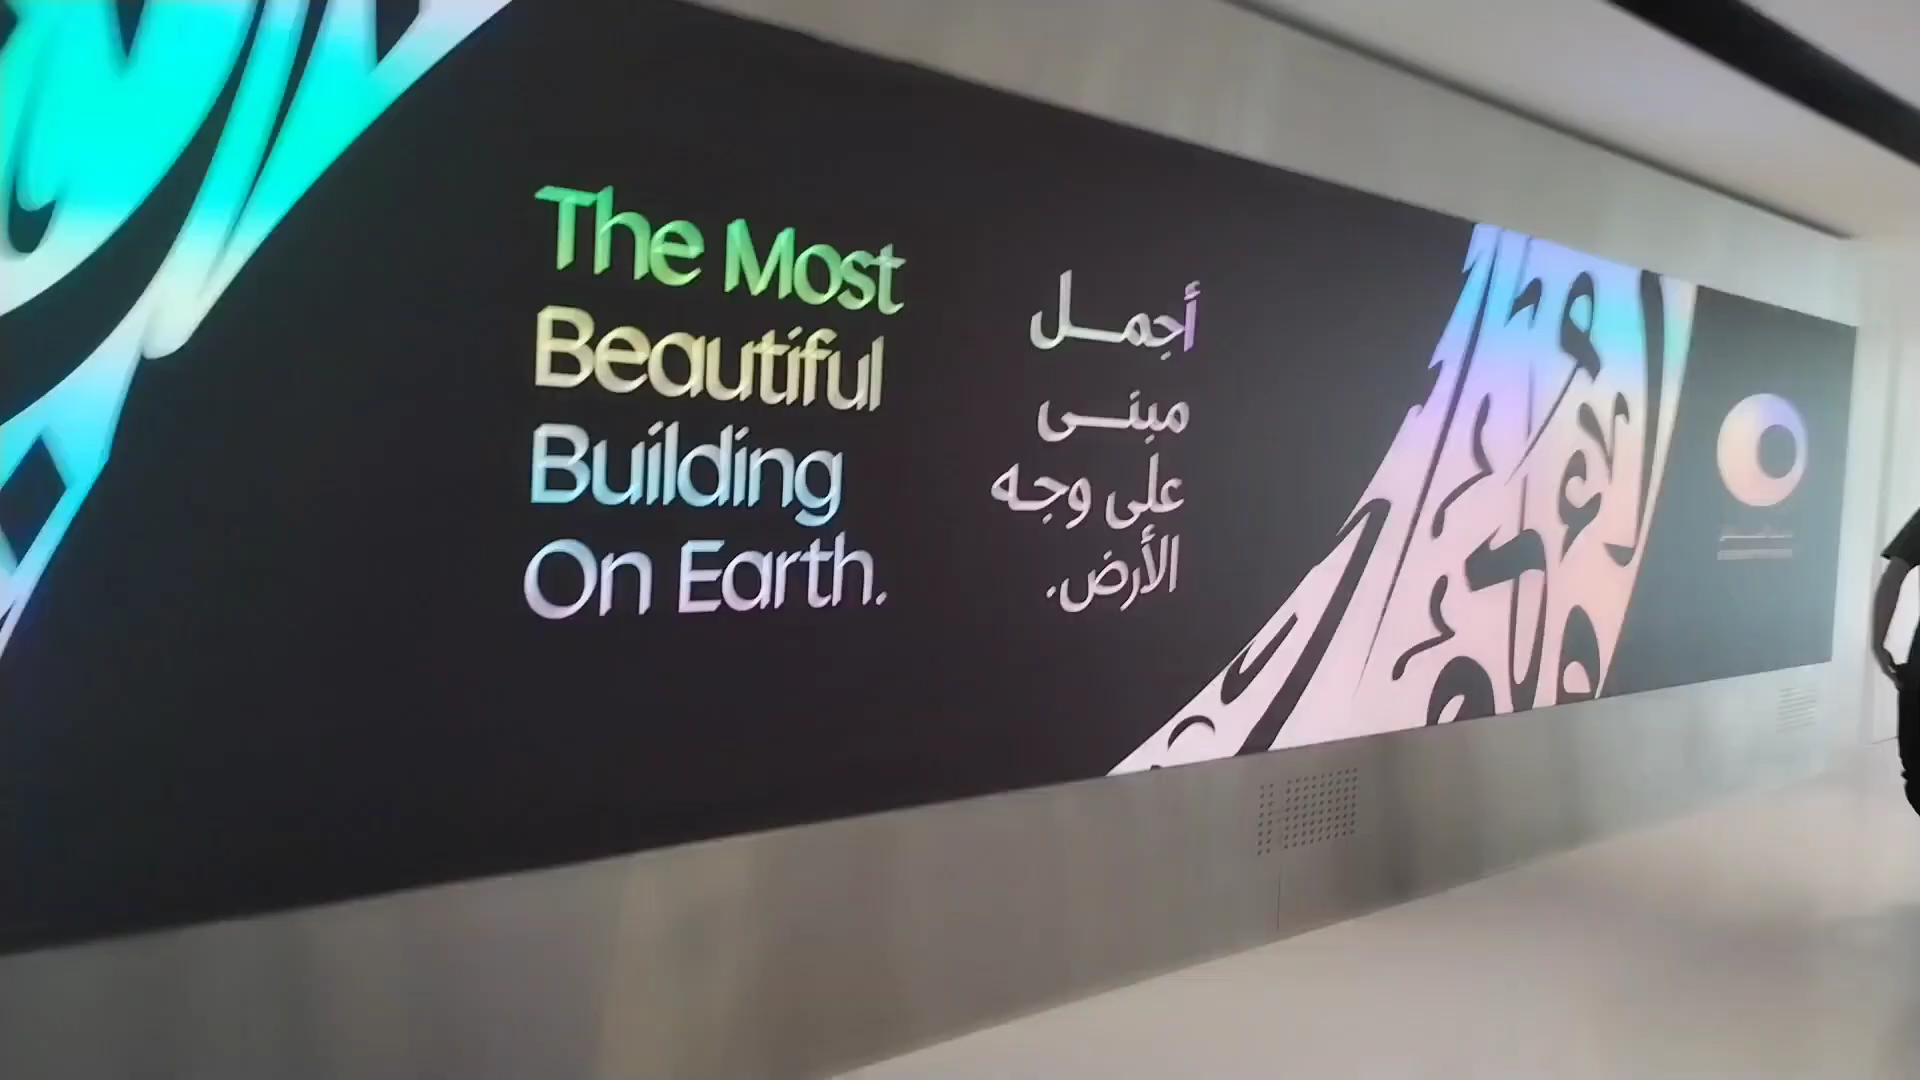 The Most
Beautiful
Building
On Earth.
أجمل
مبنى
على وجه
الأرض.